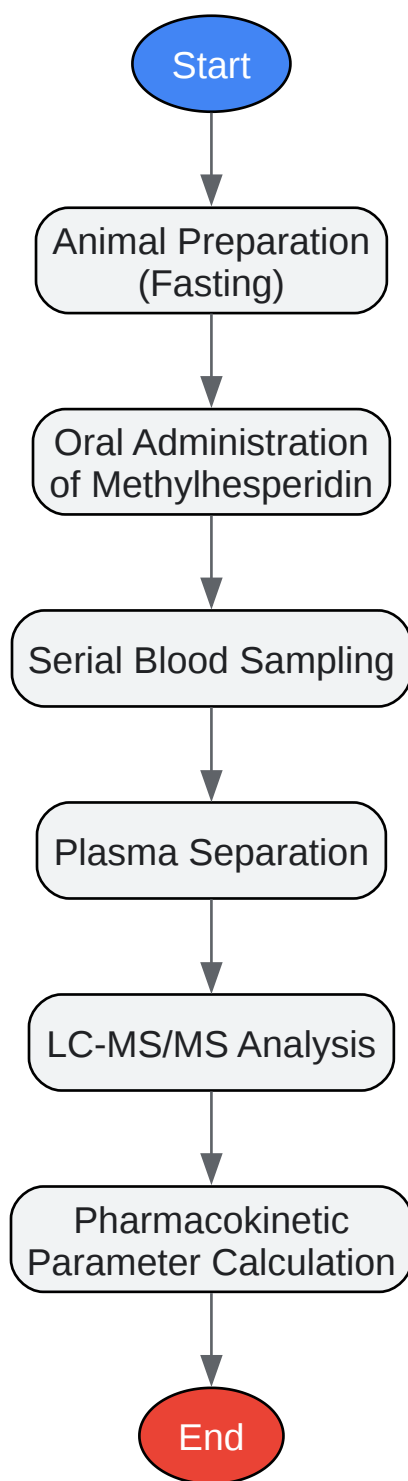 Start
Animal Preparation
(Fasting)
Oral Administration
of Methylhesperidin
Serial Blood Sampling
Plasma Separation
LC-MS/MS Analysis
Pharmacokinetic
Parameter Calculation
End